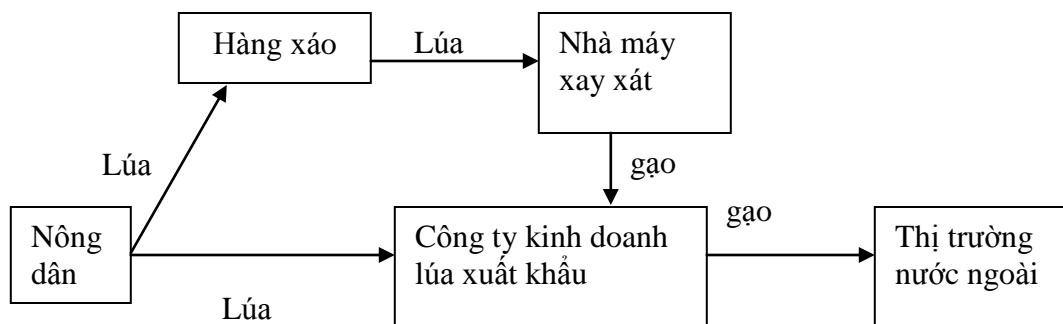 Hàng xáo
Lúa
Nhà máy
xay xát
Lúa
gạo
Nông
dân
Công ty kinh doanh
lúa xuất khẩu
gạo
Thị trường
nước ngoài
Lúa